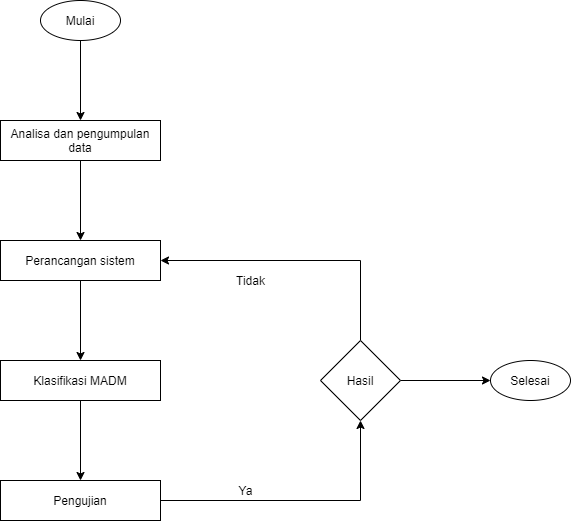 Mulai
Analisa dan pengumpulan
data
Perancangan sistem
Tidak
Klasifikasi MADM
Hasil
Selesai
Pengujian
Ya